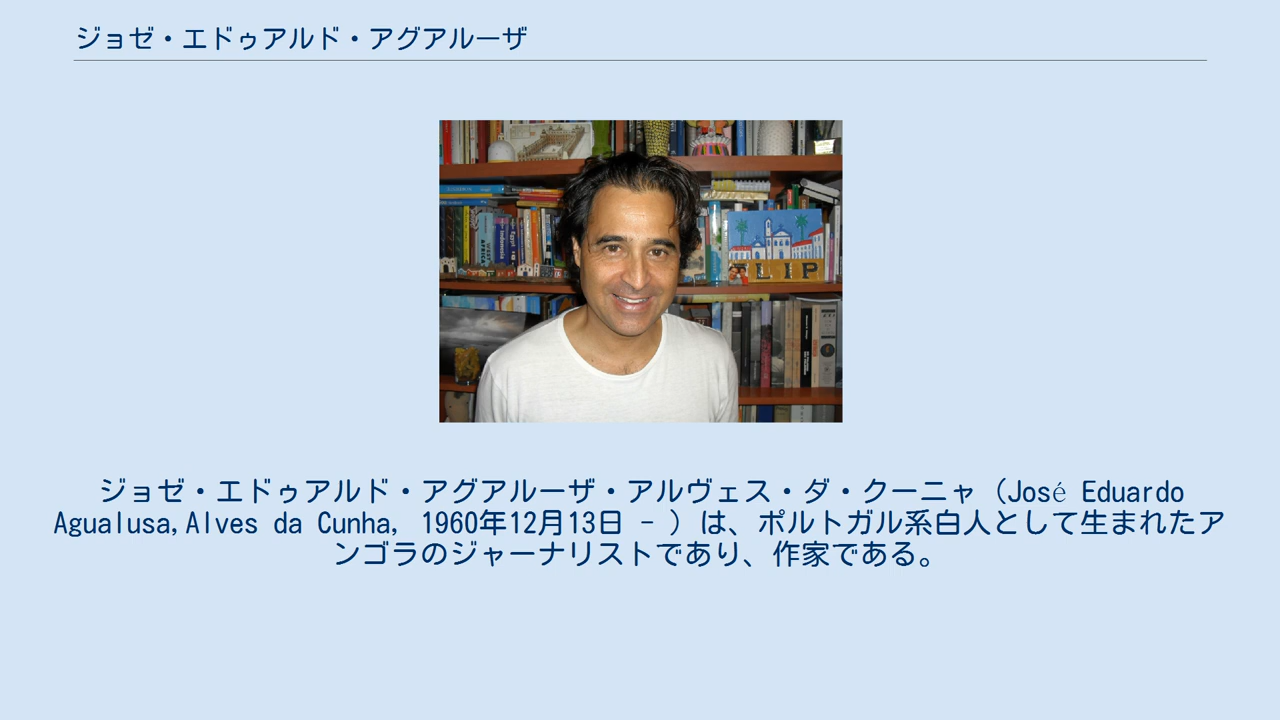 ジョゼ・エドゥアルド・アグアルーザ
FLIP
ジョゼ・エドゥアルド・アグアルーザ・アルヴェス・ダ・クーニャ（José Eduardo
Agualusa,Alves da Cunha, 1960年12月13日 - ）は、ポルトガル系白人として生まれたア
ンゴラのジャーナリストであり、作家である。